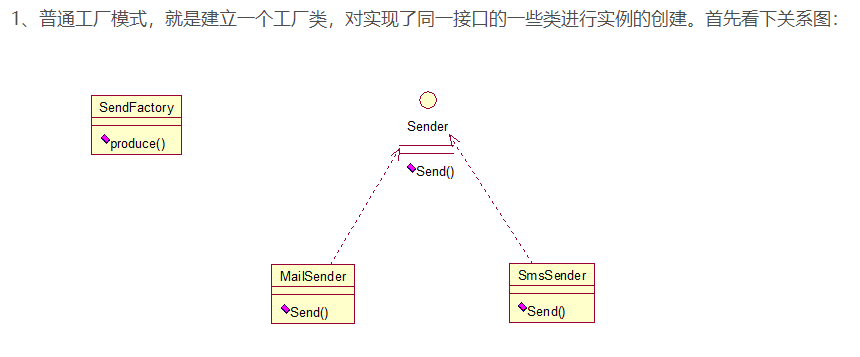 1、普通工厂模式，就是建立一个工厂类，对实现了同一接口的一些类进行实例的创建。首先看下关系图：
SendFactory
produce()
Sender
Send()
MailSender
Send()
SmsSender
Send()